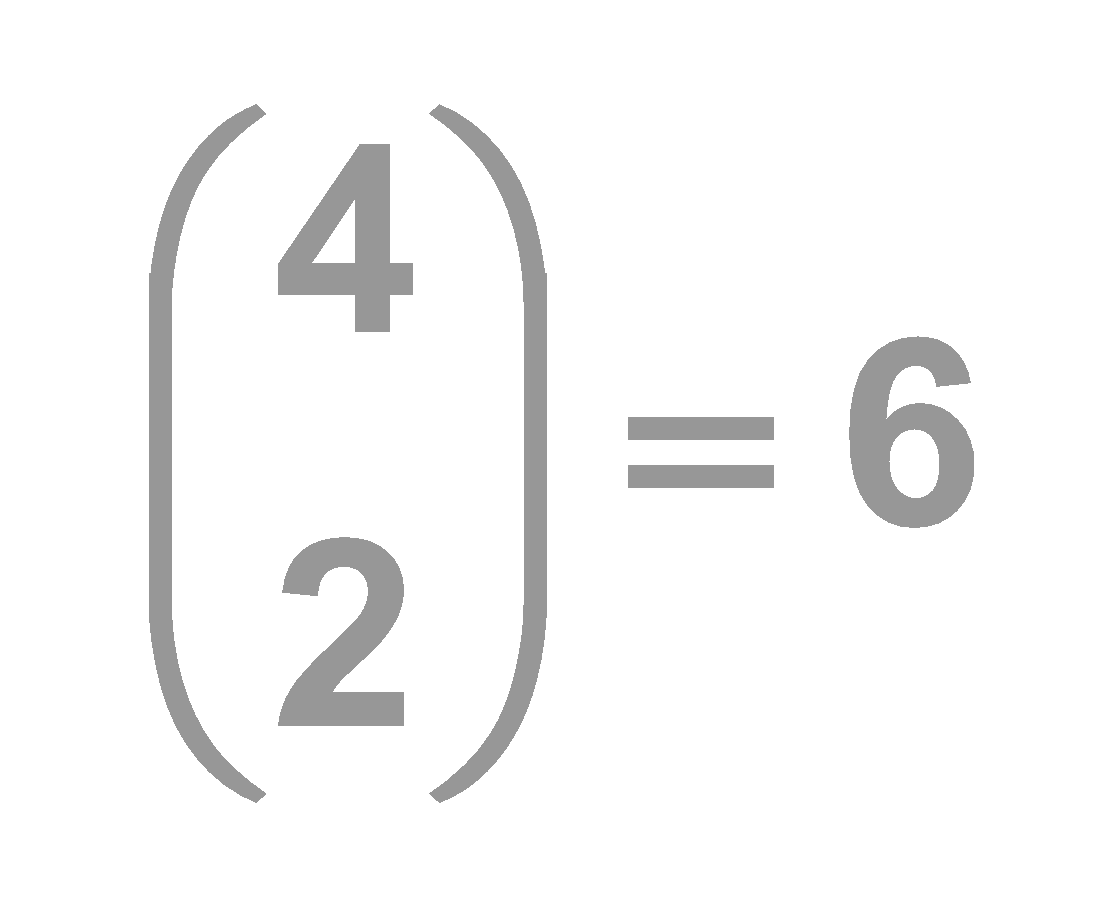 (4
2) = 6